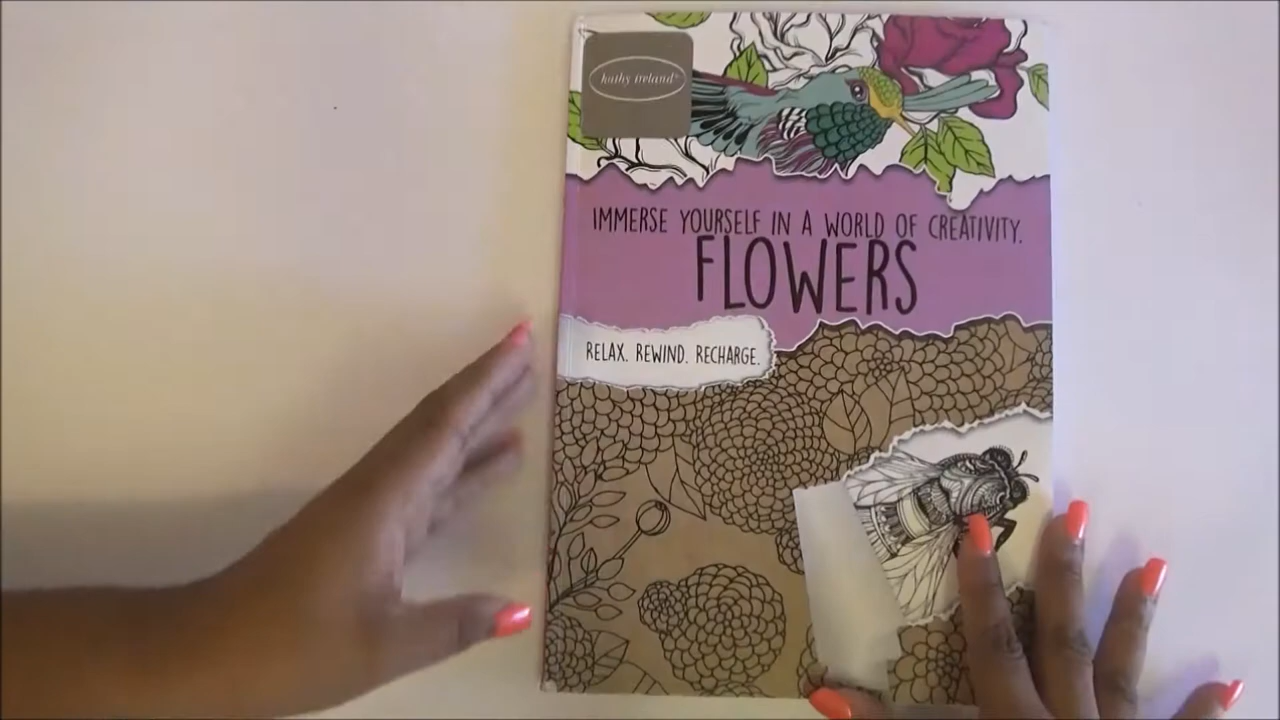 kathy ireland®
IMMERSE YOURSELF IN A WORLD OF CREATIVITY.
FLOWERS
RELAX. REWIND. RECHARGE.